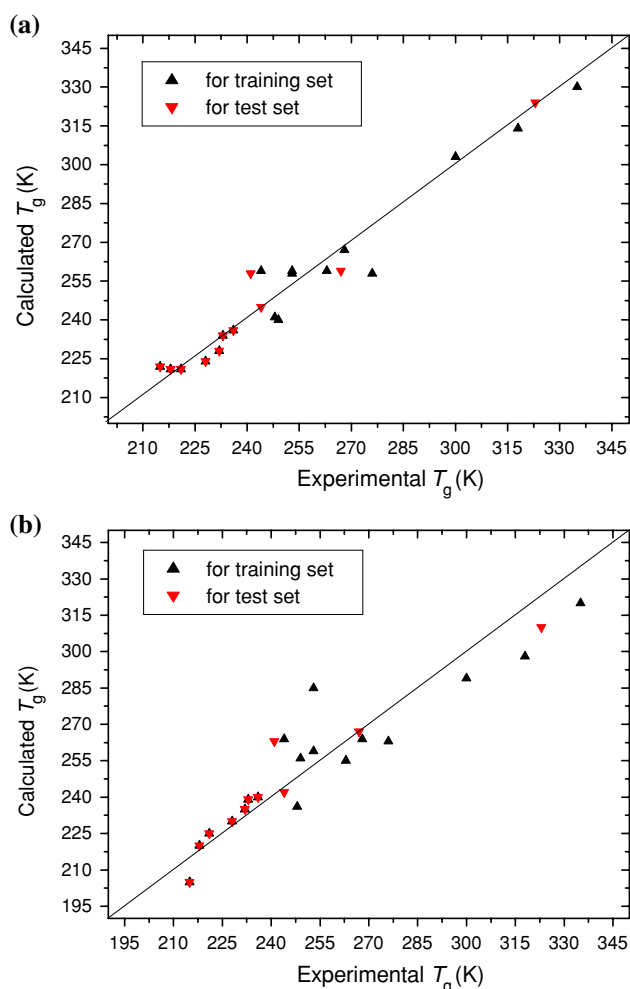 (a)
345
330
315
300
285
270
255
240
225
210
Calculated Tg (K)
for training set
for test set
210 225 240 255 270 285 300 315 330 345
Experimental Tg (K)
(b)
345
330
315
300
285
270
255
240
225
210
195
Calculated Tg (K)
for training set
for test set
195 210 225 240 255 270 285 300 315 330 345
Experimental Tg (K)